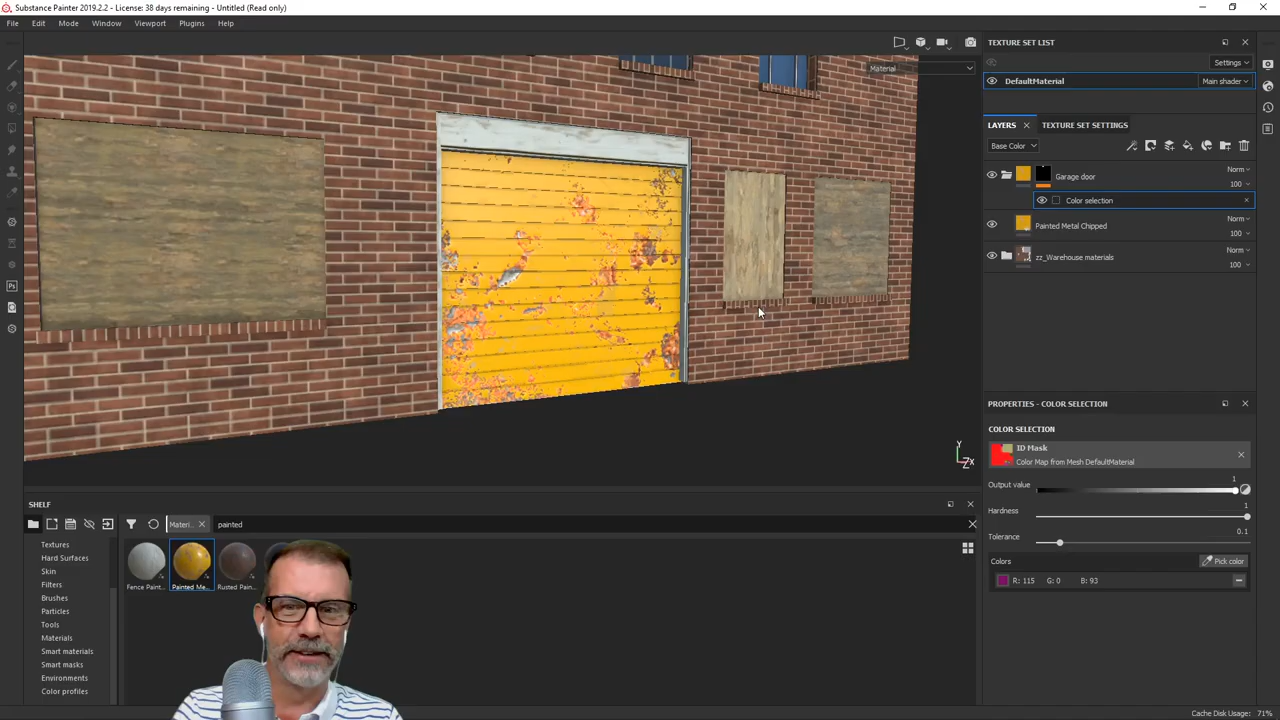 Substance Painter 2019.2.2 - License: 38 days remaining - Untitled (Read only)
File Edit Mode Window Viewport Plugins Help
Material
TEXTURE SET LIST
Settings
DefaultMaterial Main shader
LAYERS TEXTURE SET SETTINGS
Base Color
Garage door Norm
100
Color selection
Painted Metal Chipped Norm
100
zz_Warehouse materials Norm
100
Y
Z X
PROPERTIES - COLOR SELECTION
COLOR SELECTION
ID Mask
Color Map from Mesh DefaultMaterial
Output value 1
Hardness 1
Tolerance 0.1
Colors Pick color
R: 115 G: 0 B: 93
SHELF
Materi... painted
Textures
Hard Surfaces
Skin
Filters
Brushes
Particles
Tools
Materials
Smart materials
Smart masks
Environments
Color profiles
Fence Paint... Painted Me... Rusted Pain...
Cache Disk Usage: 71%